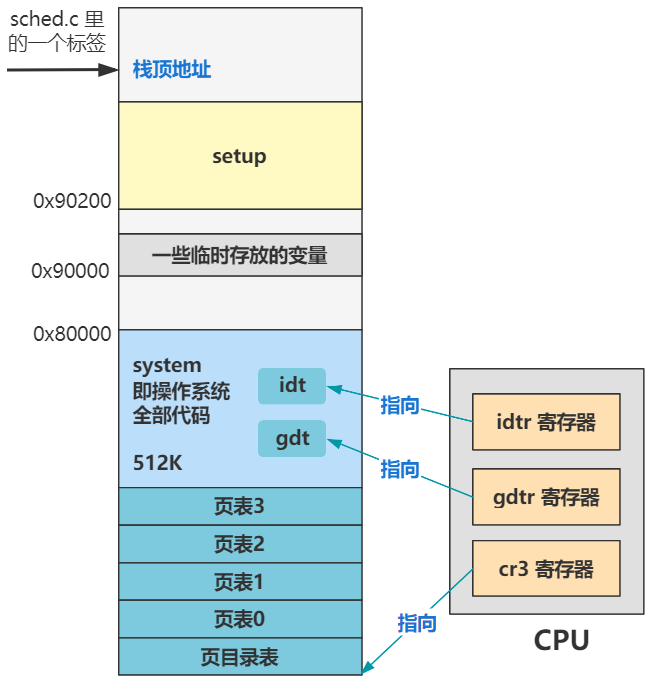 sched.c 里
的一个标签
栈顶地址
setup
0x90200
一些临时存放的变量
0x90000
0x80000
system
即操作系统
全部代码
512K
idt
gdt
指向
指向
idtr 寄存器
gdtr 寄存器
cr3 寄存器
页表3
页表2
页表1
页表0
页目录表
指向
CPU